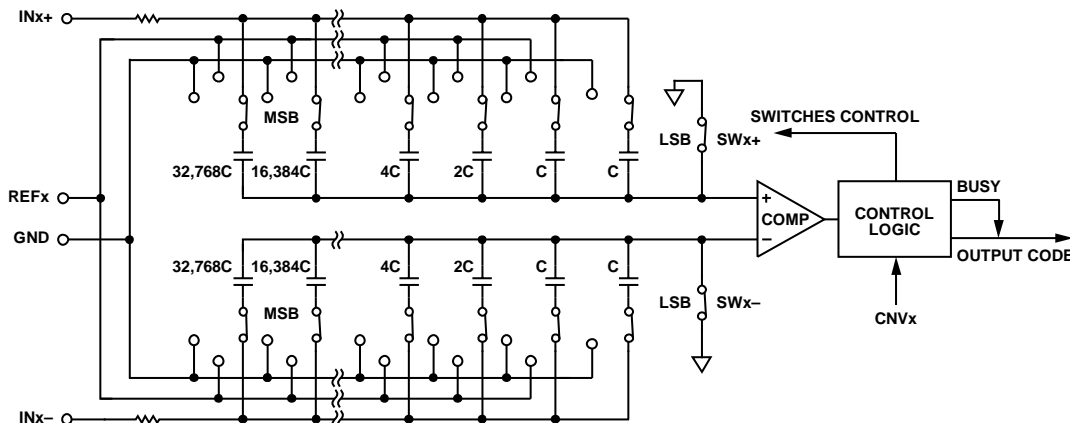 INx+
MSB
SWITCHES CONTROL
LSB SWx+
32,768C 16,384C 4C 2C C C
REFx
BUSY
+
COMP
CONTROL
LOGIC
GND
−
OUTPUT CODE
32,768C 16,384C 4C 2C C C
LSB SWx−
MSB
CNVx
INx−